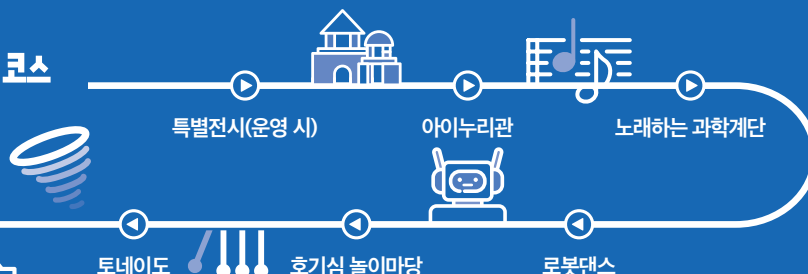 코스
특별전시(운영 시)
아이누리관
노래하는 과학계단
로봇댄스
호기심 놀이마당
토네이도